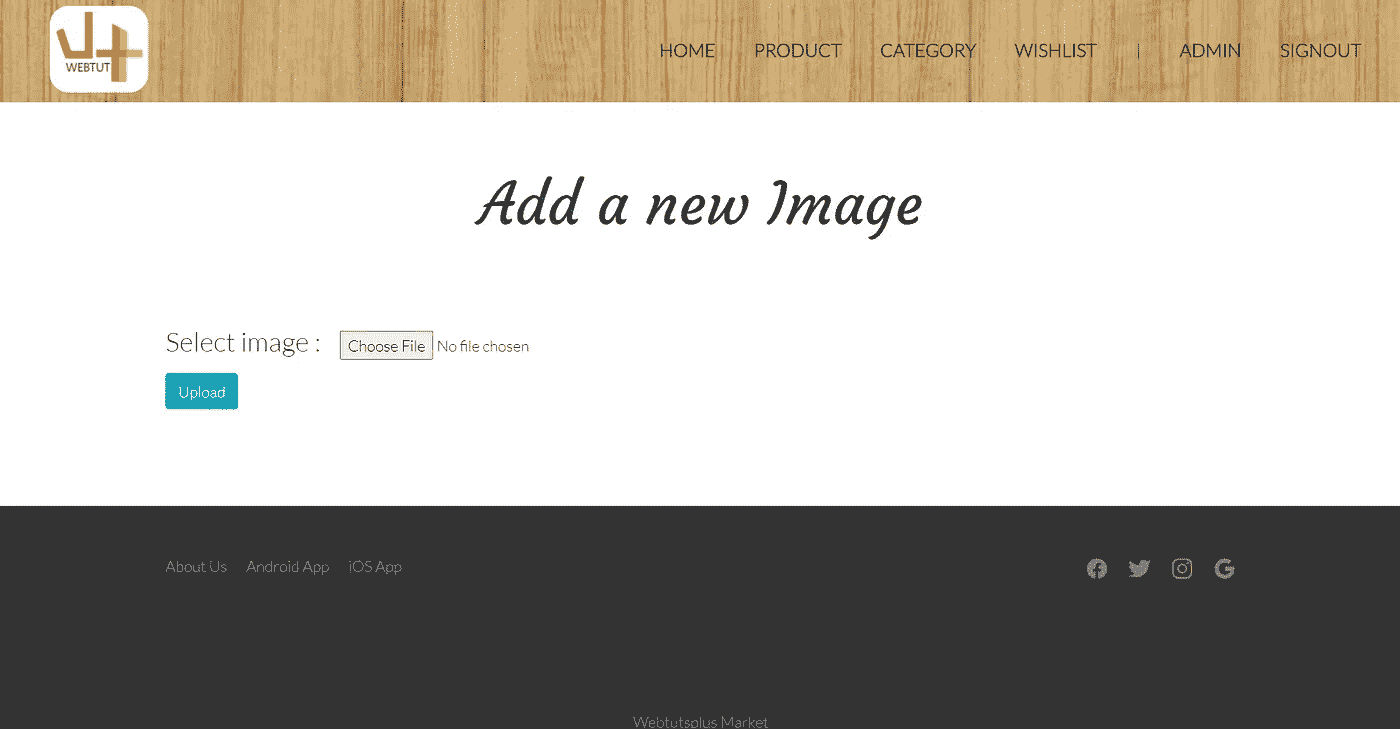 WEBTUT
HOME PRODUCT CATEGORY WISHLIST | ADMIN SIGNOUT
Add a new Image
Select image : Choose File No file chosen
Upload
About Us Android App iOS App
Webtutsplus Market